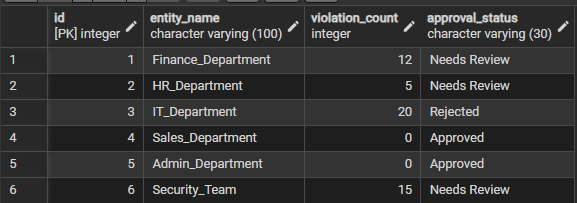 id entity_name violation_count approval_status
[PK] integer character varying (100) integer character varying (30)
1 1 Finance_Department 12 Needs Review
2 2 HR_Department 5 Needs Review
3 3 IT_Department 20 Rejected
4 4 Sales_Department 0 Approved
5 5 Admin_Department 0 Approved
6 6 Security_Team 15 Needs Review